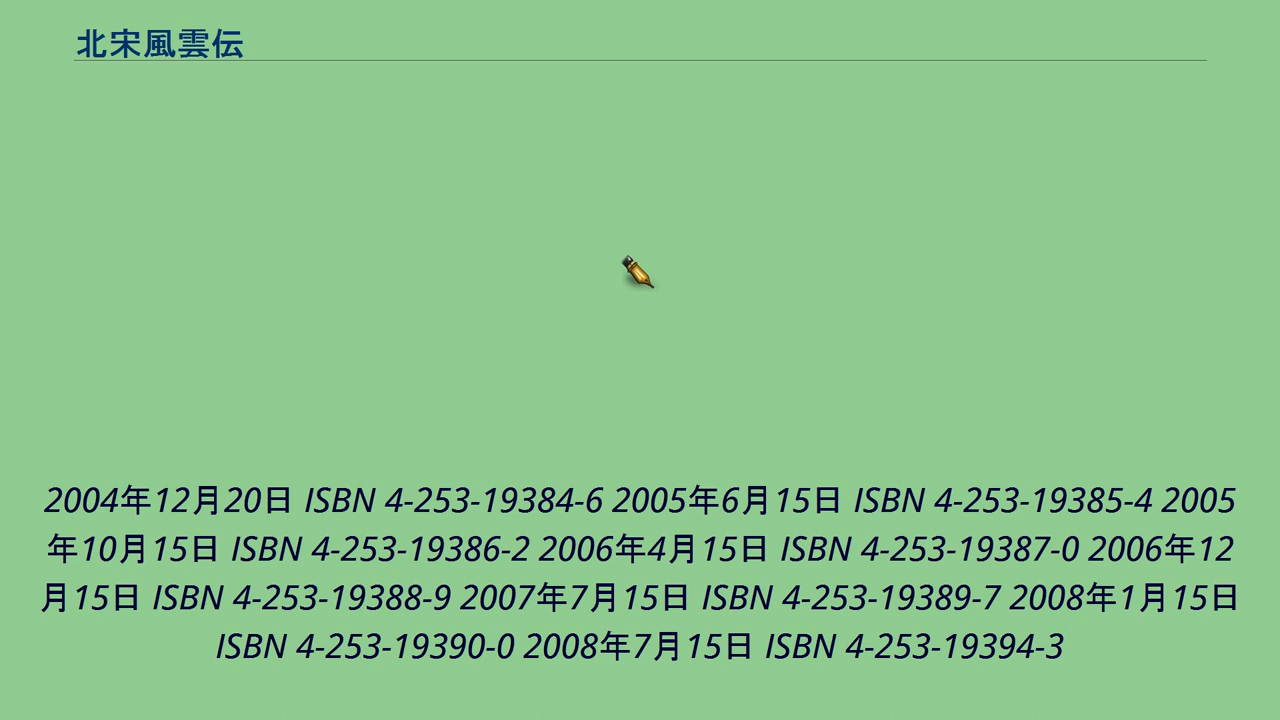 北宋風雲伝
2004年12月20日 ISBN 4-253-19384-6 2005年6月15日 ISBN 4-253-19385-4 2005
年10月15日 ISBN 4-253-19386-2 2006年4月15日 ISBN 4-253-19387-0 2006年12
月15日 ISBN 4-253-19388-9 2007年7月15日 ISBN 4-253-19389-7 2008年1月15日
ISBN 4-253-19390-0 2008年7月15日 ISBN 4-253-19394-3